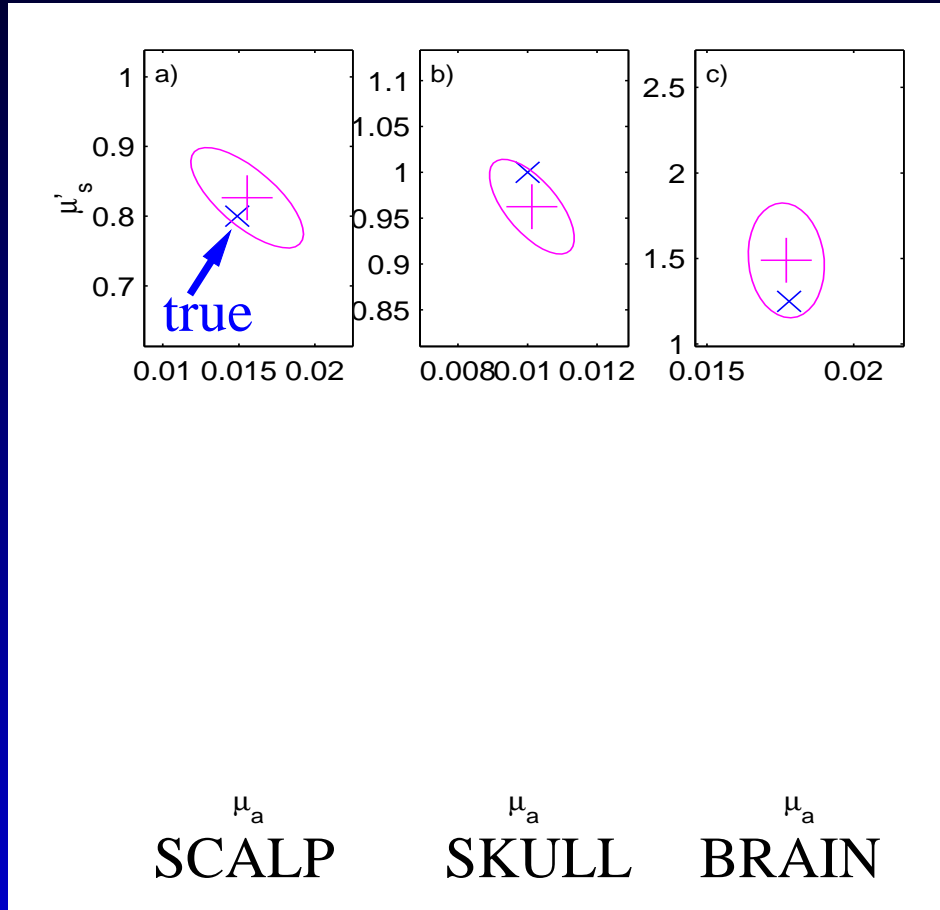 a)
1
0.9
0.8
0.7
μ's
true
0.01 0.015 0.02
b)
1.1
1.05
1
0.95
0.9
0.85
0.008 0.01 0.012
c)
2.5
2
1.5
1
0.015 0.02
μa μa μa
SCALP SKULL BRAIN